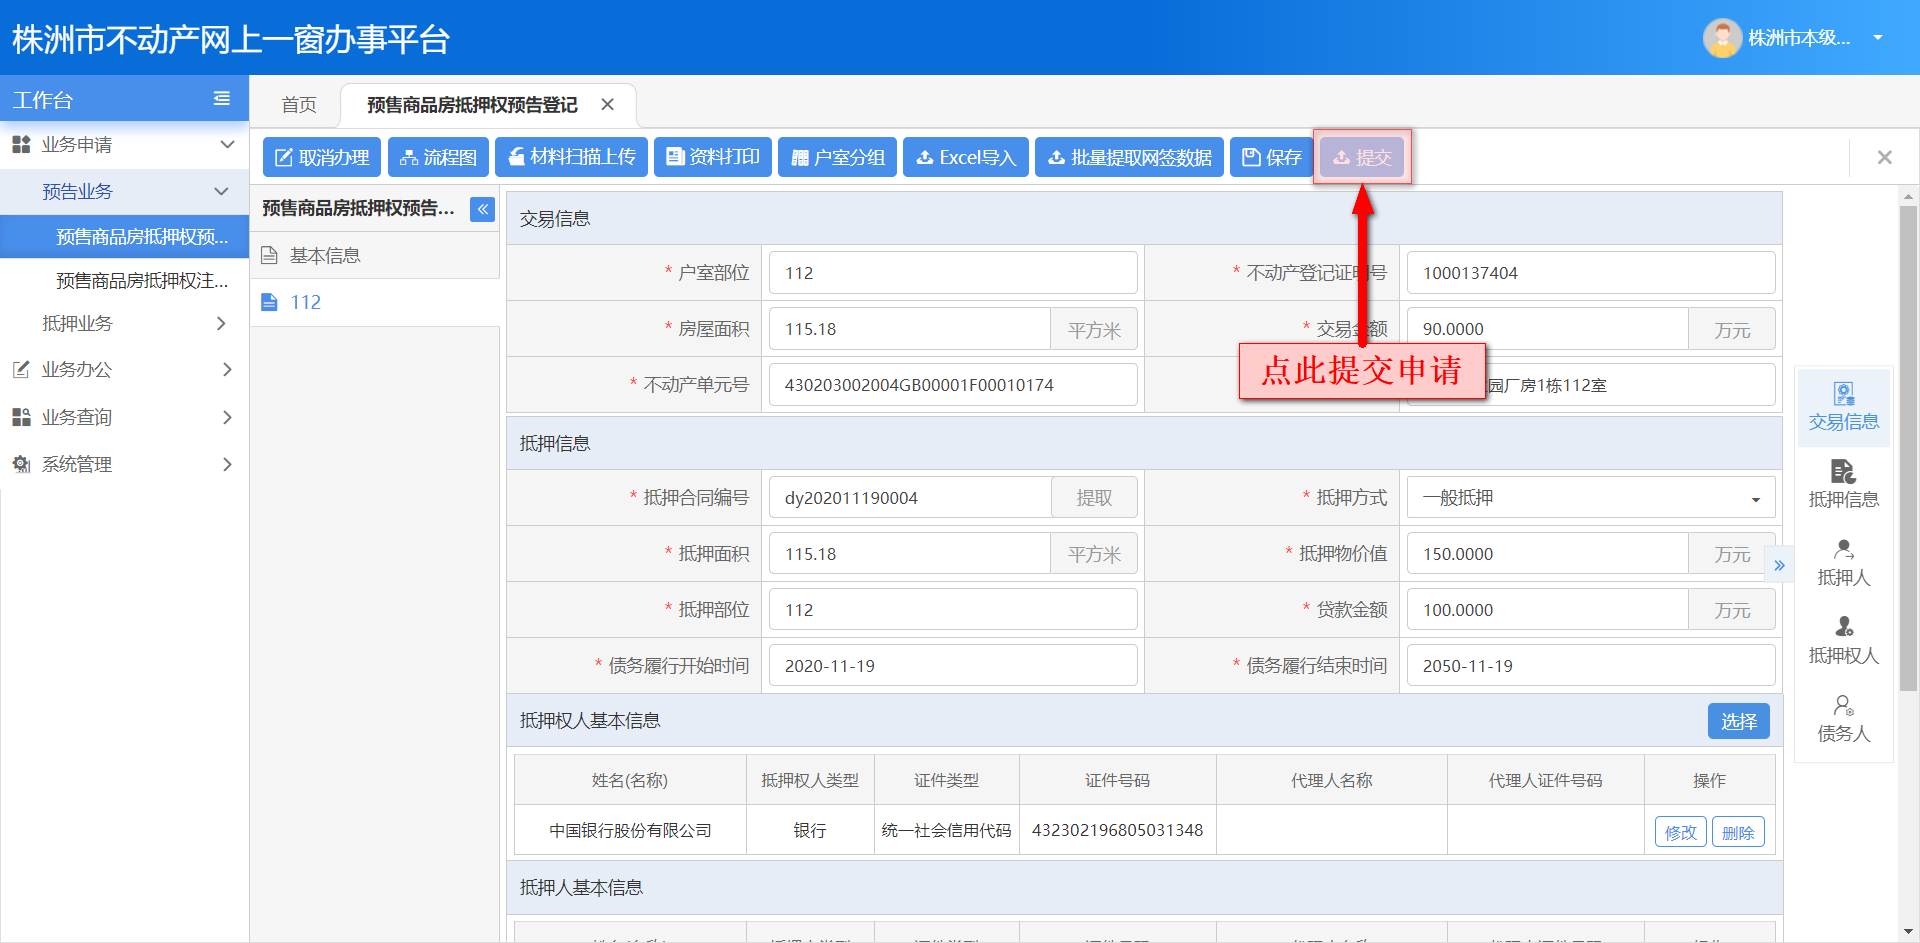 株洲市不动产网上一窗办事平台
株洲市本级...
工作台
首页
预售商品房抵押权预告登记
业务申请
预告业务
预售商品房抵押权预...
预售商品房抵押权注...
抵押业务
业务办公
业务查询
系统管理
取消办理 流程图 材料扫描上传 资料打印 户室分组 Excel导入 批量提取网签数据 保存 提交
预售商品房抵押权预告...
基本信息
112
交易信息
* 户室部位 112 * 不动产登记证明号 1000137404
* 房屋面积 115.18 平方米 * 交易金额 90.0000 万元
* 不动产单元号 430203002004GB00001F00010174 园厂房1栋112室
点此提交申请
抵押信息
* 抵押合同编号 dy202011190004 提取 * 抵押方式 一般抵押
* 抵押面积 115.18 平方米 * 抵押物价值 150.0000 万元
* 抵押部位 112 * 贷款金额 100.0000 万元
* 债务履行开始时间 2020-11-19 * 债务履行结束时间 2050-11-19
抵押权人基本信息 选择
姓名(名称) 抵押权人类型 证件类型 证件号码 代理人名称 代理人证件号码 操作
中国银行股份有限公司 银行 统一社会信用代码 432302196805031348 修改 删除
抵押人基本信息
交易信息
抵押信息
抵押人
抵押权人
债务人